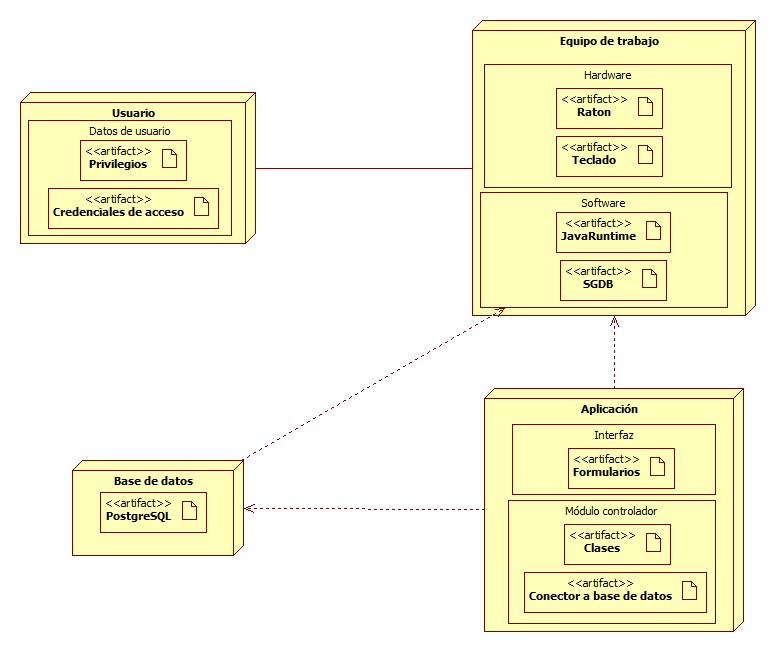 Equipo de trabajo
Hardware
<<artifact>>
Raton
<<artifact>>
Teclado
Software
<<artifact>>
JavaRuntime
<<artifact>>
SGDB
Usuario
Datos de usuario
<<artifact>>
Privilegios
<<artifact>>
Credenciales de acceso
Aplicación
Interfaz
<<artifact>>
Formularios
Módulo controlador
<<artifact>>
Clases
<<artifact>>
Conector a base de datos
Base de datos
<<artifact>>
PostgreSQL